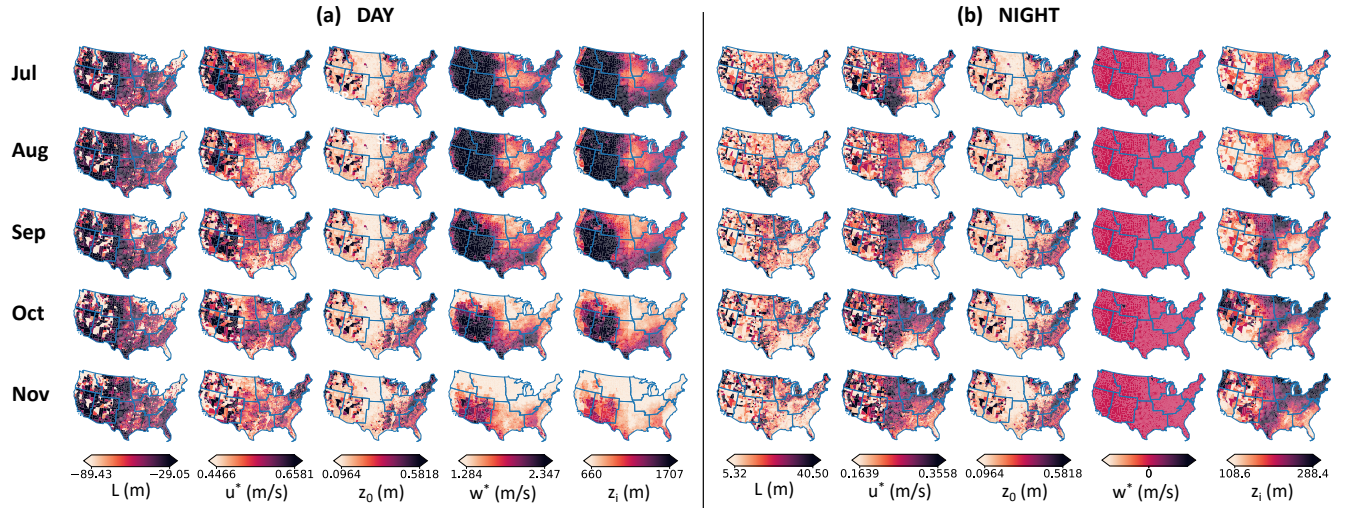 (a) DAY
(b) NIGHT
Jul
Aug
Sep
Oct
Nov
−89.43 −29.05
L (m)
0.4466 0.6581
u* (m/s)
0.0964 0.5818
z₀ (m)
1.284 2.347
w* (m/s)
660 1707
zᵢ (m)
5.32 40.50
L (m)
0.1639 0.3558
u* (m/s)
0.0964 0.5818
z₀ (m)
0
w* (m/s)
108.6 288.4
zᵢ (m)